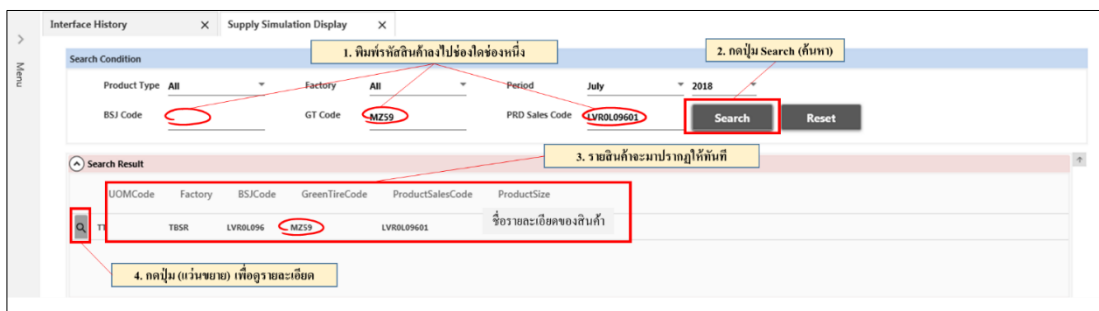 Interface History X Supply Simulation Display X
Menu
Search Condition
1. พิมพ์รหัสสินค้าลงไปช่องใดช่องหนึ่ง
2. กดปุ่ม Search (ค้นหา)
Product Type All Factory All Period July 2018
BSJ Code GT Code MZ59 PRD Sales Code LVR0L09601 Search Reset
Search Result
3. รายสินค้าจะมาปรากฏให้ทันที
UOMCode Factory BSJCode GreenTireCode ProductSalesCode ProductSize
TBSR LVR0L096 MZ59 LVR0L09601 ชื่อรายละเอียดของสินค้า
4. กดปุ่ม (แว่นขยาย) เพื่อดูรายละเอียด